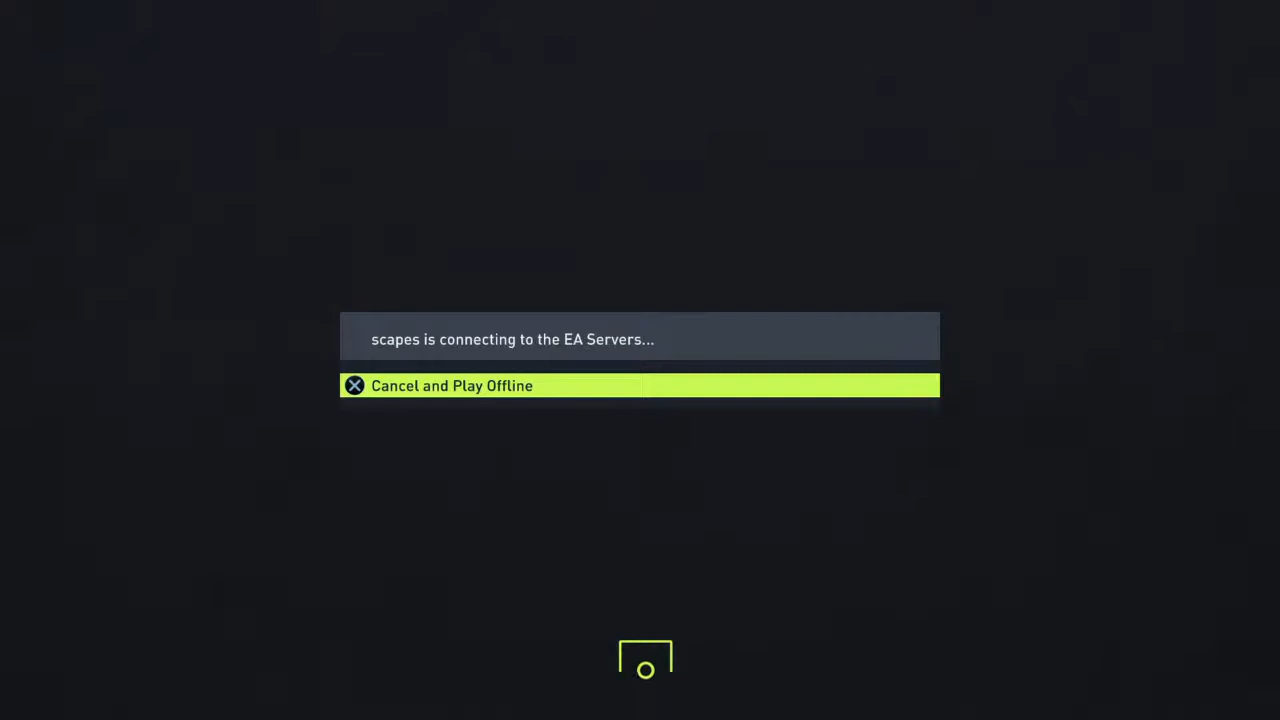 scapes is connecting to the EA Servers...
Cancel and Play Offline